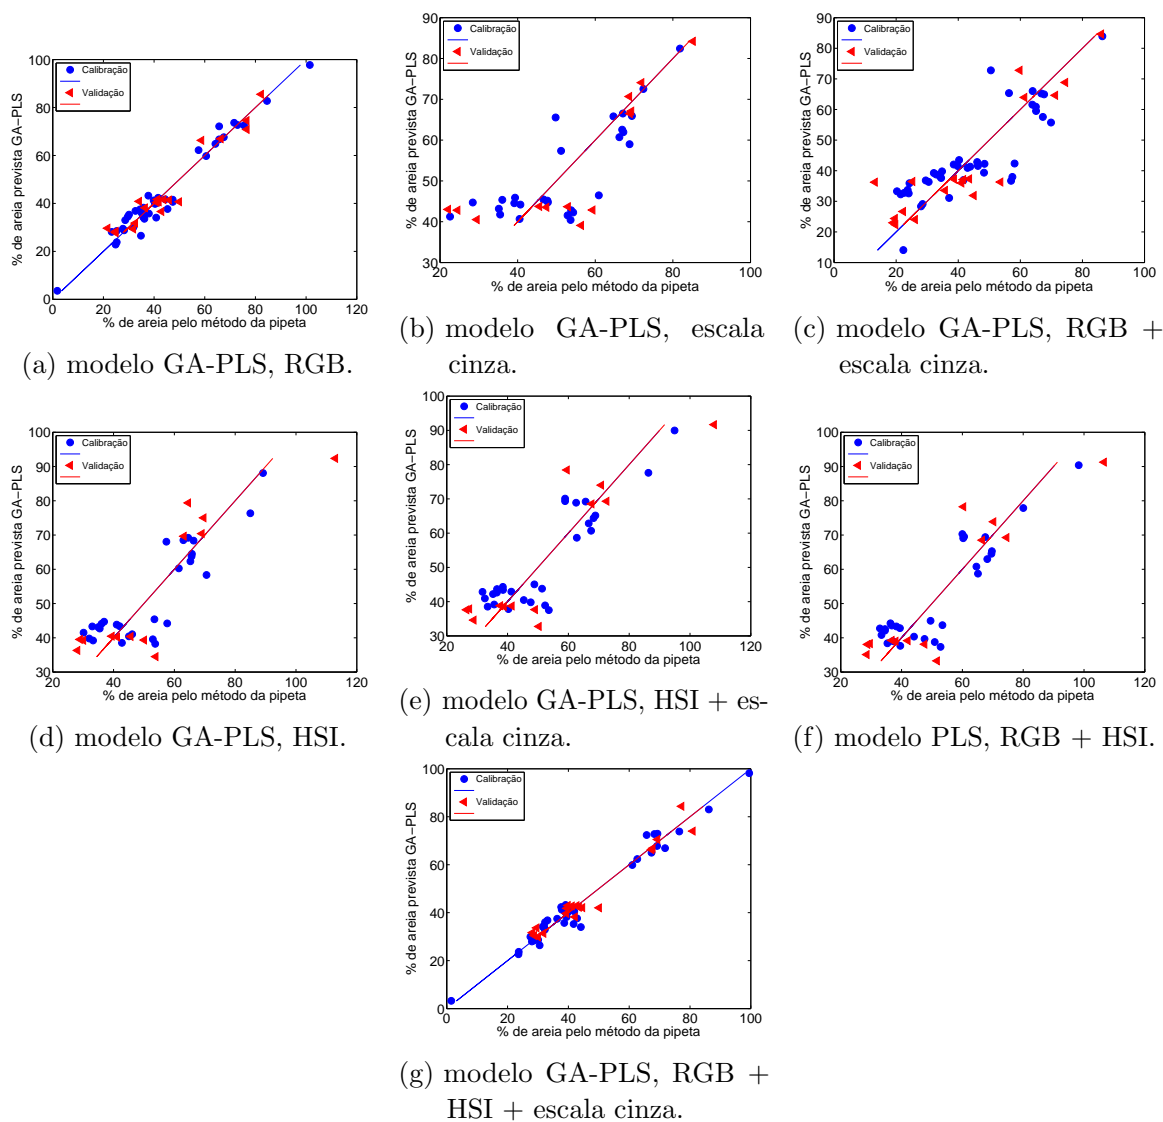 100
80
60
40
20
0
0
20
40
60
80
100
120
% de areia prevista GA−PLS
% de areia pelo método da pipeta
Calibração
Validação
(a) modelo GA-PLS, RGB.
90
80
70
60
50
40
30
20
30
40
50
60
70
80
90
100
% de areia prevista GA−PLS
% de areia pelo método da pipeta
Calibração
Validação
(b) modelo GA-PLS, escala
cinza.
90
80
70
60
50
40
30
20
10
0
20
40
60
80
100
% de areia prevista GA−PLS
% de areia pelo método da pipeta
Calibração
Validação
(c) modelo GA-PLS, RGB +
escala cinza.
100
90
80
70
60
50
40
30
20
40
60
80
100
120
% de areia prevista GA−PLS
% de areia pelo método da pipeta
Calibração
Validação
(d) modelo GA-PLS, HSI.
100
90
80
70
60
50
40
30
20
40
60
80
100
120
% de areia prevista GA−PLS
% de areia pelo método da pipeta
Calibração
Validação
(e) modelo GA-PLS, HSI + es-
cala cinza.
100
90
80
70
60
50
40
30
20
40
60
80
100
120
% de areia prevista GA−PLS
% de areia pelo método da pipeta
Calibração
Validação
(f) modelo PLS, RGB + HSI.
100
80
60
40
20
0
0
20
40
60
80
100
% de areia prevista GA−PLS
% de areia pelo método da pipeta
Calibração
Validação
(g) modelo GA-PLS, RGB +
HSI + escala cinza.